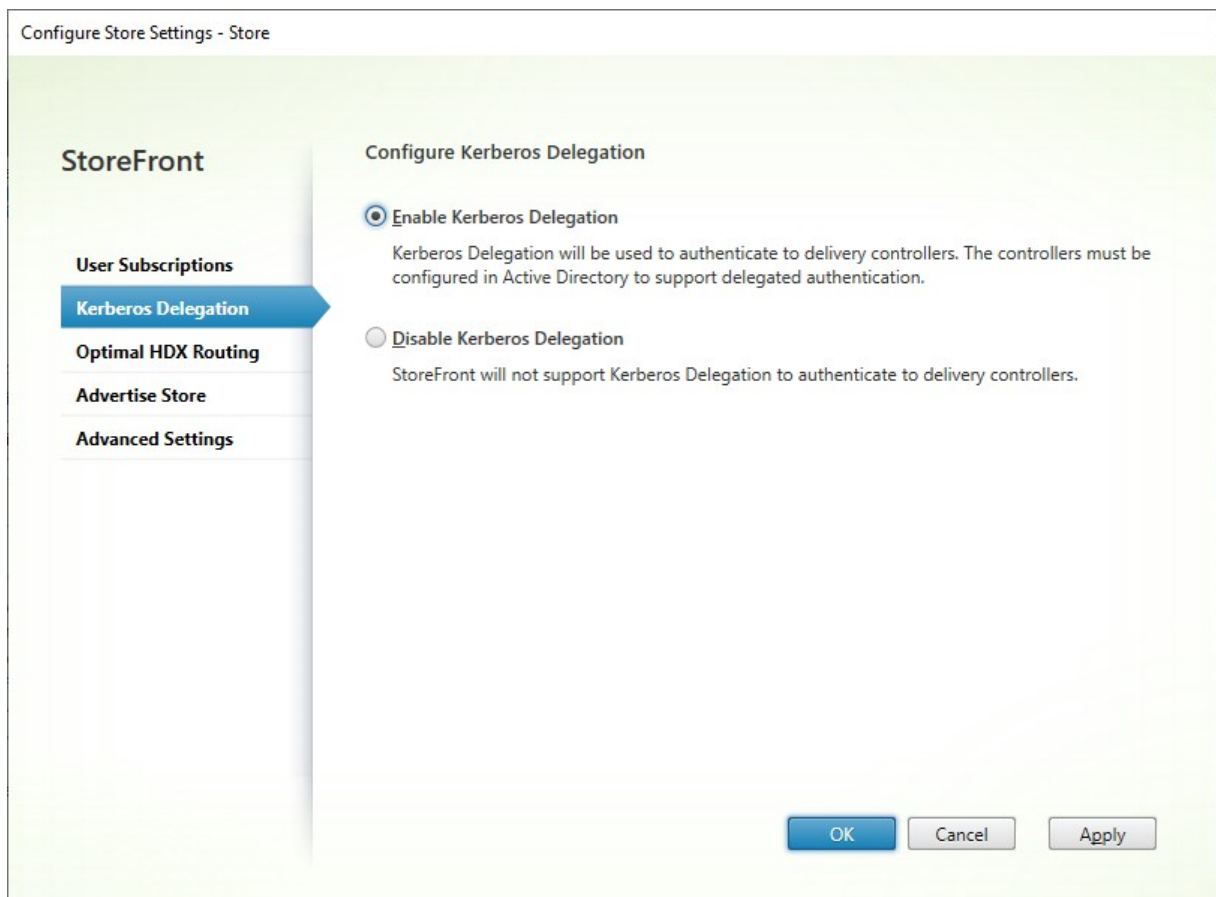 Configure Store Settings - Store
StoreFront
User Subscriptions
Kerberos Delegation
Optimal HDX Routing
Advertise Store
Advanced Settings
Configure Kerberos Delegation
Enable Kerberos Delegation
Kerberos Delegation will be used to authenticate to delivery controllers. The controllers must be
configured in Active Directory to support delegated authentication.
Disable Kerberos Delegation
StoreFront will not support Kerberos Delegation to authenticate to delivery controllers.
OK
Cancel
Apply